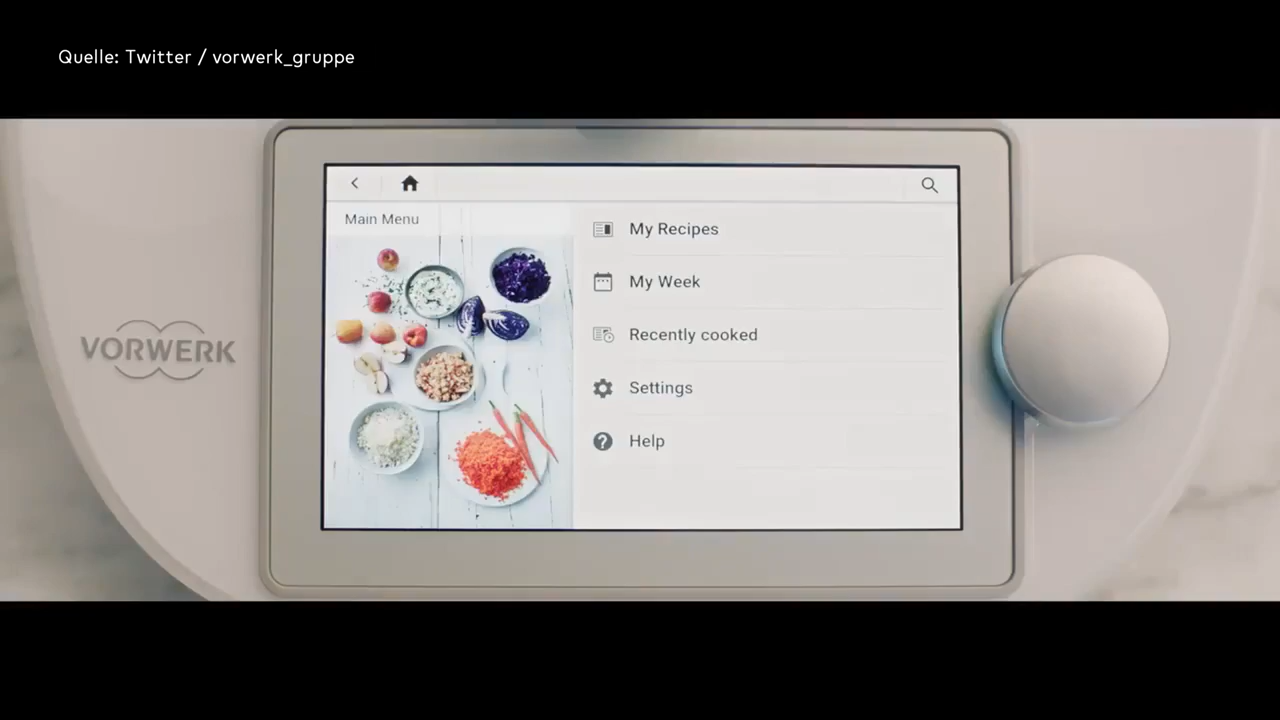 Quelle: Twitter / vorwerk_gruppe
Main Menu
My Recipes
My Week
Recently cooked
Settings
Help
VORWERK